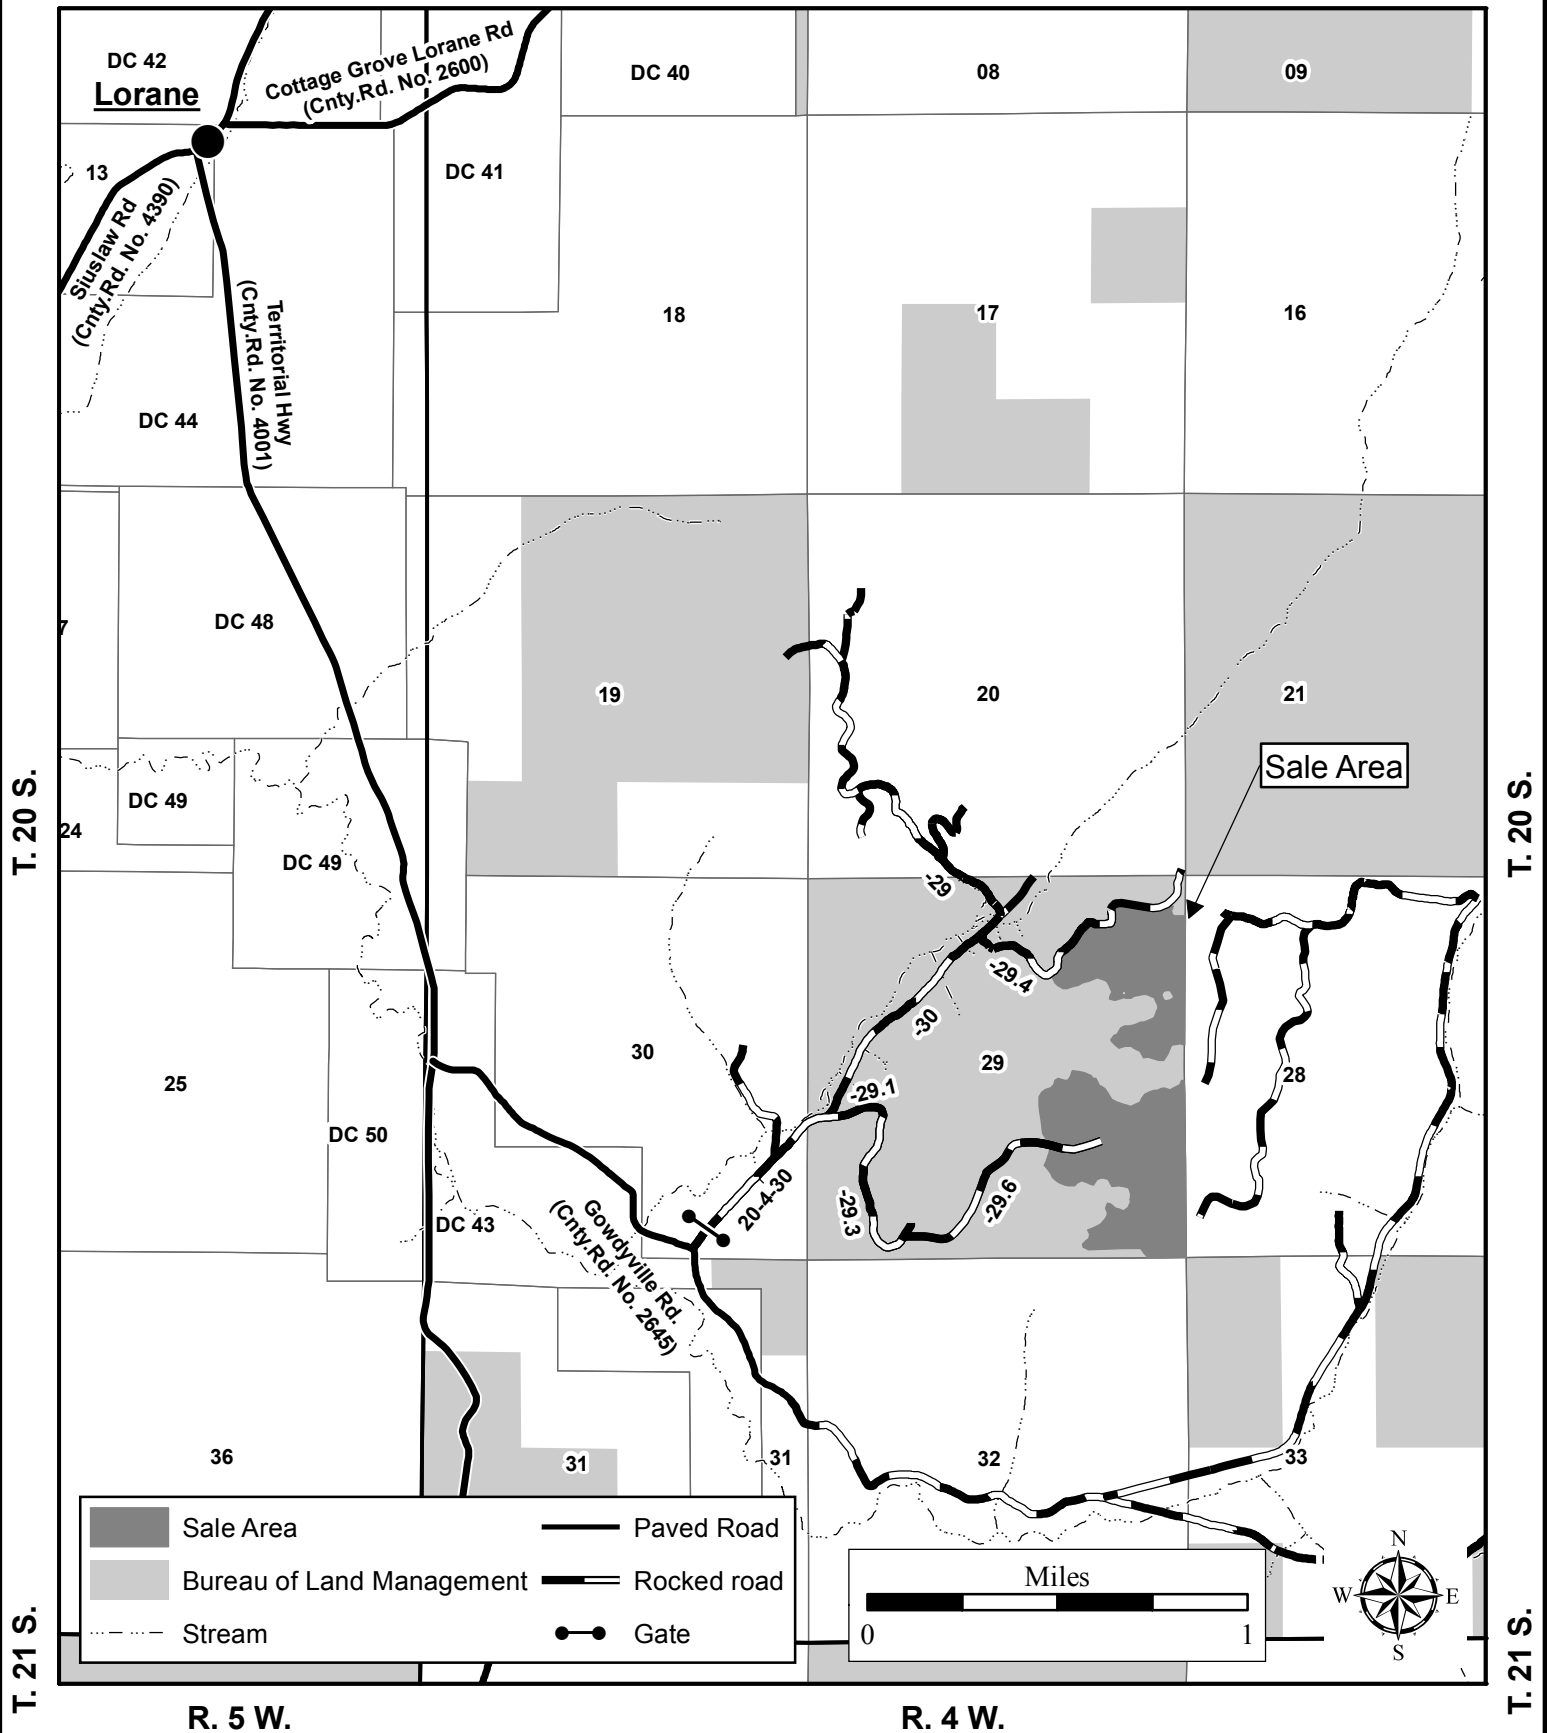 DC 42
Lorane
Cottage Grove Lorane Rd
(Cnty.Rd. No. 2600)
DC 40
08
09
13
DC 41
Siuslaw Rd
(Cnty.Rd. No. 4390)
Territorial Hwy
(Cnty.Rd. No. 4001)
18
17
16
DC 44
7
DC 48
19
20
21
Sale Area
T. 20 S.
T. 20 S.
DC 49
24
DC 49
-29
-29.4
-30
30
29
28
25
-29.1
DC 50
20-4-30
-29.3
-29.6
DC 43
Gowdyville Rd.
(Cnty.Rd. No. 2645)
36
31
31
32
33
Sale Area
Paved Road
Bureau of Land Management
Rocked road
Stream
Gate
Miles
0
1
N
W
E
S
T. 21 S.
T. 21 S.
R. 5 W.
R. 4 W.